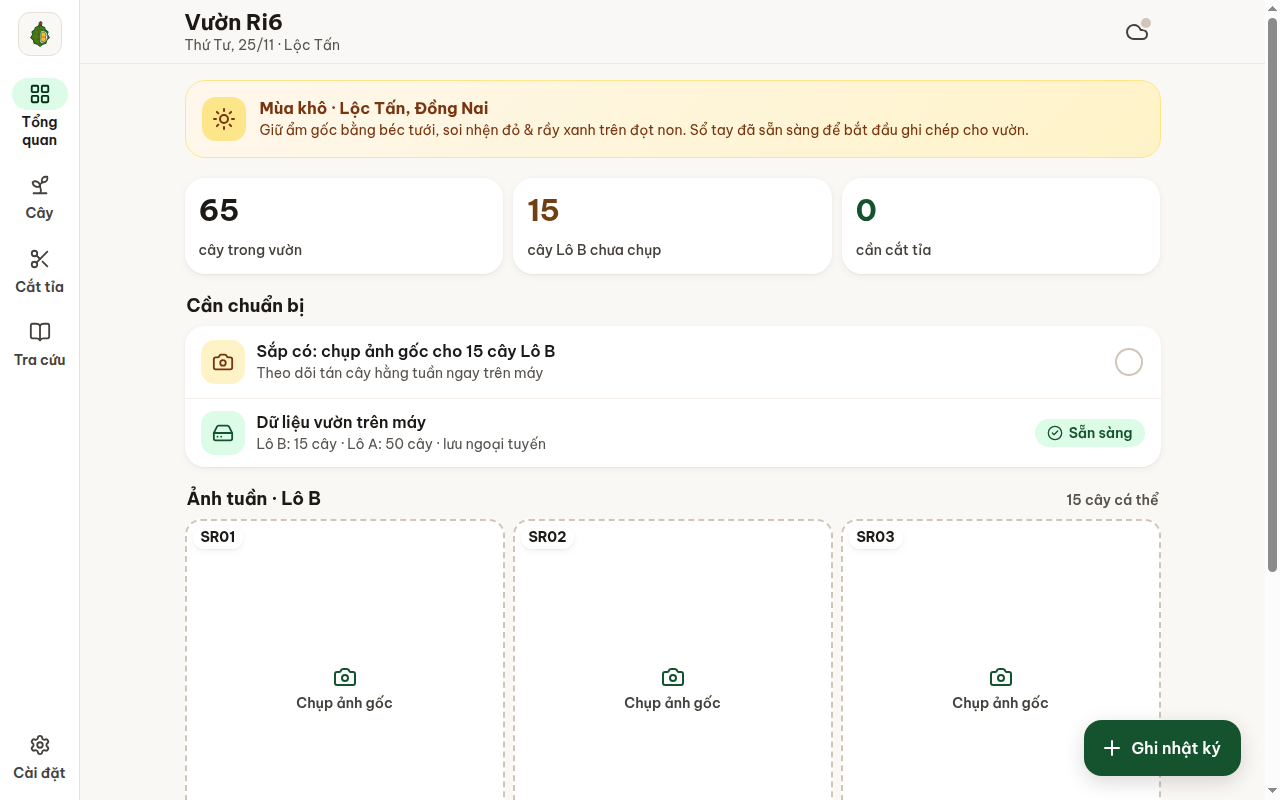 Vườn Ri6
Thứ Tư, 25/11 · Lộc Tấn
Tổng
quan
Cây
Cắt tỉa
Tra cứu
Cài đặt
Mùa khô · Lộc Tấn, Đồng Nai
Giữ ẩm gốc bằng béc tưới, soi nhện đỏ & rầy xanh trên đọt non. Sổ tay đã sẵn sàng để bắt đầu ghi chép cho vườn.
65
cây trong vườn
15
cây Lô B chưa chụp
0
cần cắt tỉa
Cần chuẩn bị
Sắp có: chụp ảnh gốc cho 15 cây Lô B
Theo dõi tán cây hằng tuần ngay trên máy
Dữ liệu vườn trên máy
Lô B: 15 cây · Lô A: 50 cây · lưu ngoại tuyến
Sẵn sàng
Ảnh tuần · Lô B
15 cây cá thể
SR01
Chụp ảnh gốc
SR02
Chụp ảnh gốc
SR03
Chụp ảnh gốc
Ghi nhật ký